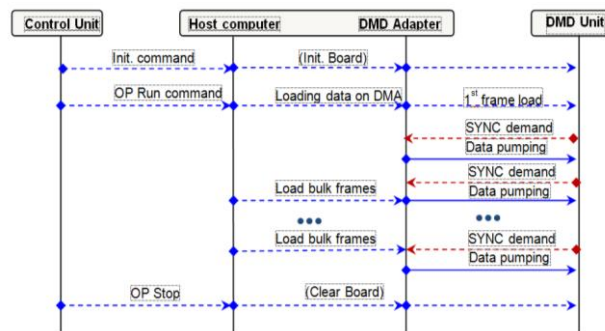 Control Unit
Host computer
DMD Adapter
DMD Unit
Init. command
(Init. Board)
OP Run command
Loading data on DMA
1st frame load
SYNC demand
Data pumping
SYNC demand
Load bulk frames
Data pumping
Load bulk frames
SYNC demand
Data pumping
OP Stop
(Clear Board)